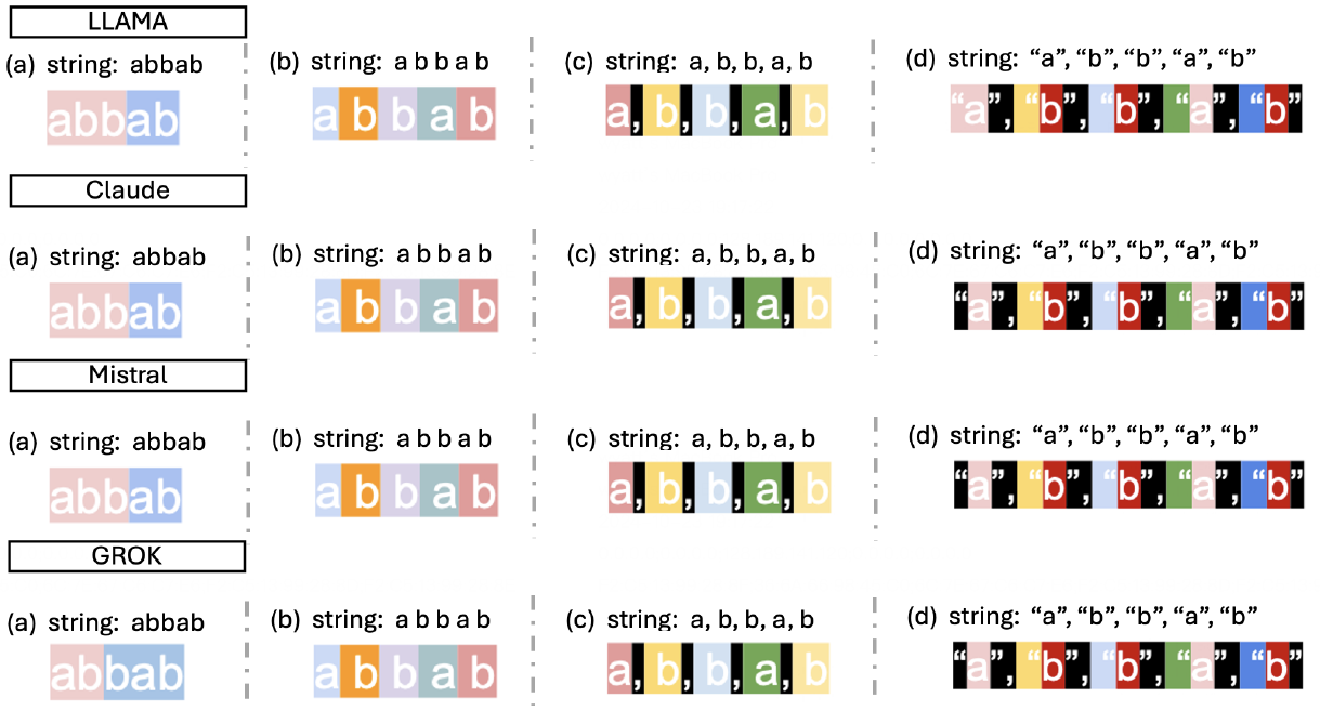 LLAMA
(a) string: abbab
(b) string: a b b a b
(c) string: a, b, b, a, b
(d) string: “a”, “b”, “b”, “a”, “b”
abbab
a b b a b
a, b, b, a, b
“a”, “b”, “b”, “a”, “b”
Claude
(a) string: abbab
(b) string: a b b a b
(c) string: a, b, b, a, b
(d) string: “a”, “b”, “b”, “a”, “b”
abbab
a b b a b
a, b, b, a, b
“a”, “b”, “b”, “a”, “b”
Mistral
(a) string: abbab
(b) string: a b b a b
(c) string: a, b, b, a, b
(d) string: “a”, “b”, “b”, “a”, “b”
abbab
a b b a b
a, b, b, a, b
“a”, “b”, “b”, “a”, “b”
GROK
(a) string: abbab
(b) string: a b b a b
(c) string: a, b, b, a, b
(d) string: “a”, “b”, “b”, “a”, “b”
abbab
a b b a b
a, b, b, a, b
“a”, “b”, “b”, “a”, “b”